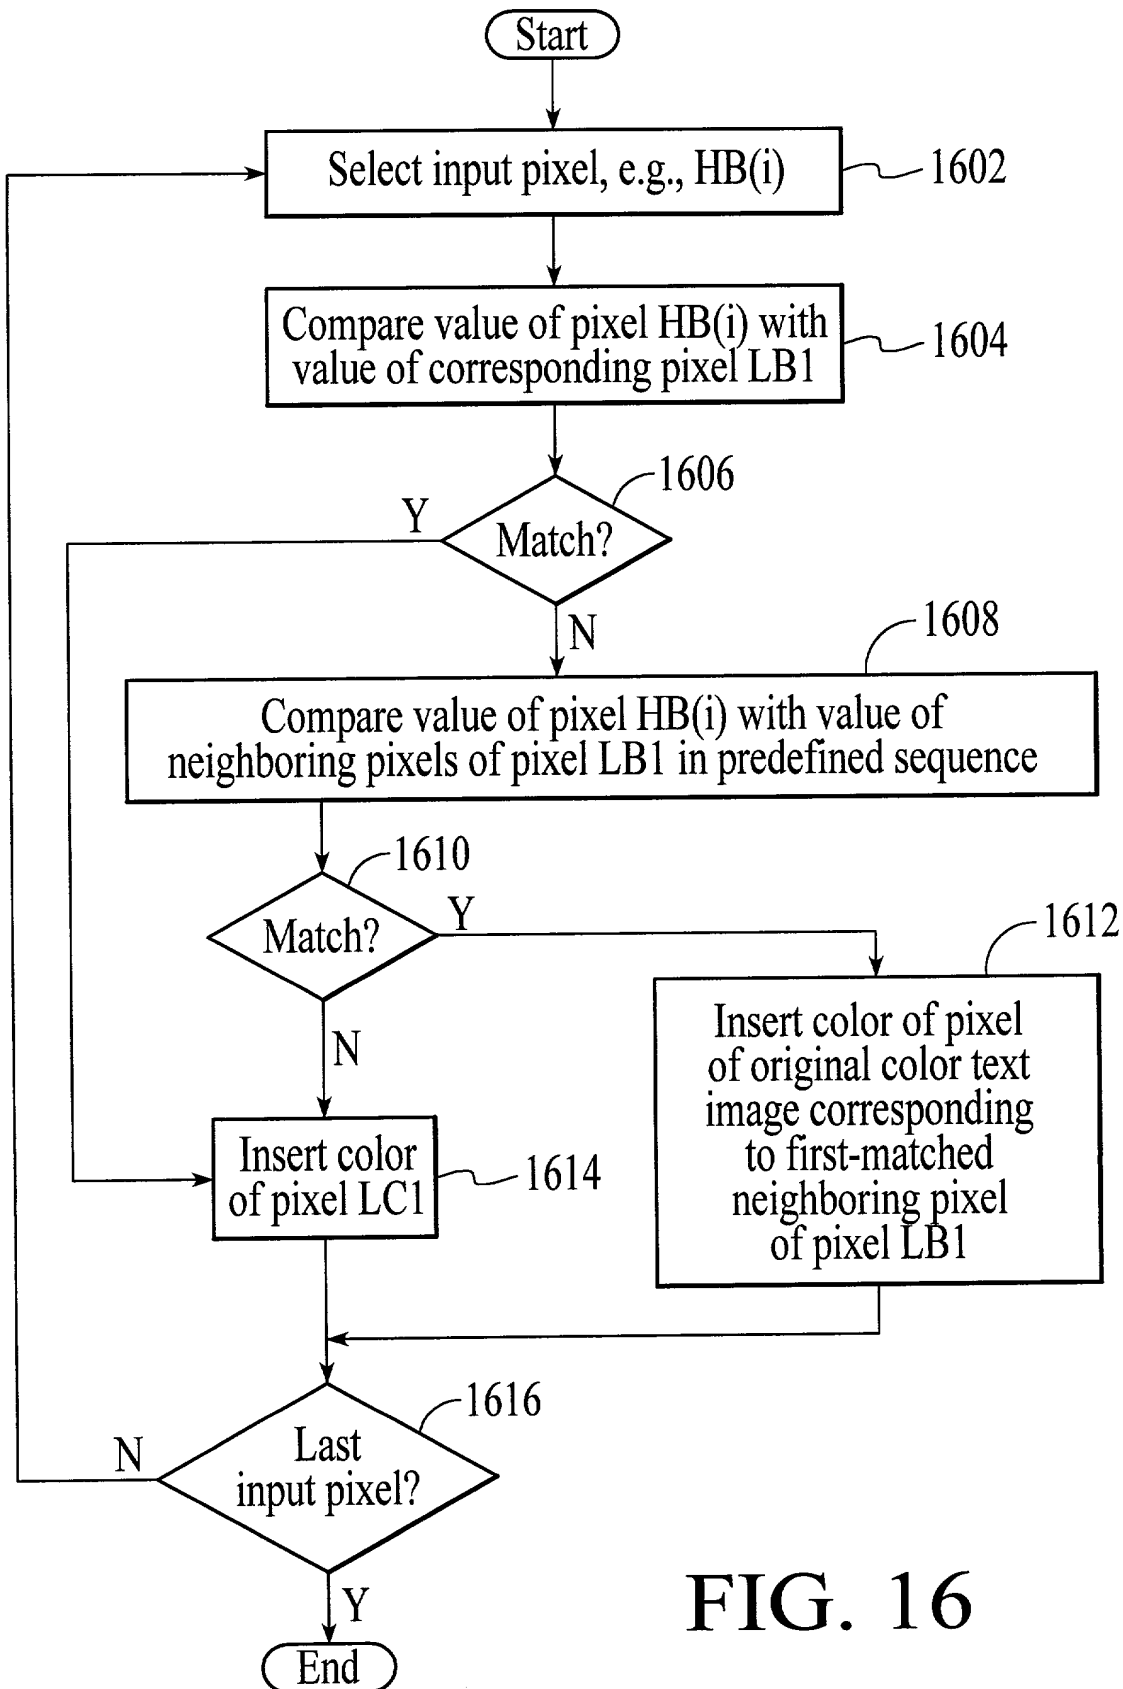 Start
Select input pixel, e.g., HB(i)
1602
Compare value of pixel HB(i) with
value of corresponding pixel LB1
1604
1606
Y
Match?
N
1608
Compare value of pixel HB(i) with value of
neighboring pixels of pixel LB1 in predefined sequence
1610
Match?
Y
1612
N
Insert color of pixel
of original color text
image corresponding
to first-matched
neighboring pixel
of pixel LB1
Insert color
of pixel LC1
1614
1616
Last
input pixel?
N
Y
End
FIG. 16